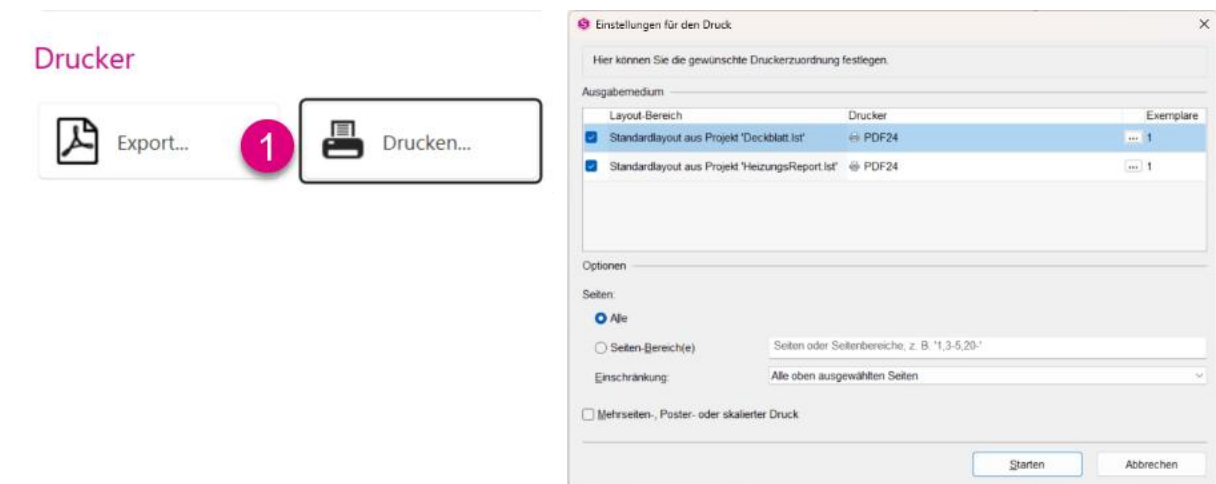 Drucker
Export...
1
Drucken...
Einstellungen für den Druck
Hier können Sie die gewünschte Druckerzuordnung festlegen.
Ausgabemedium
Layout-Bereich Drucker Exemplare
Standardlayout aus Projekt 'Deckblatt.lst' PDF24 ... 1
Standardlayout aus Projekt 'HeizungsReport.lst' PDF24 ... 1
Optionen
Seiten:
Alle
Seiten-Bereich(e) Seiten oder Seitenbereiche, z. B. '1,3-5,20-'
Einschränkung: Alle oben ausgewählten Seiten
Mehrseiten-, Poster- oder skalierter Druck
Starten Abbrechen